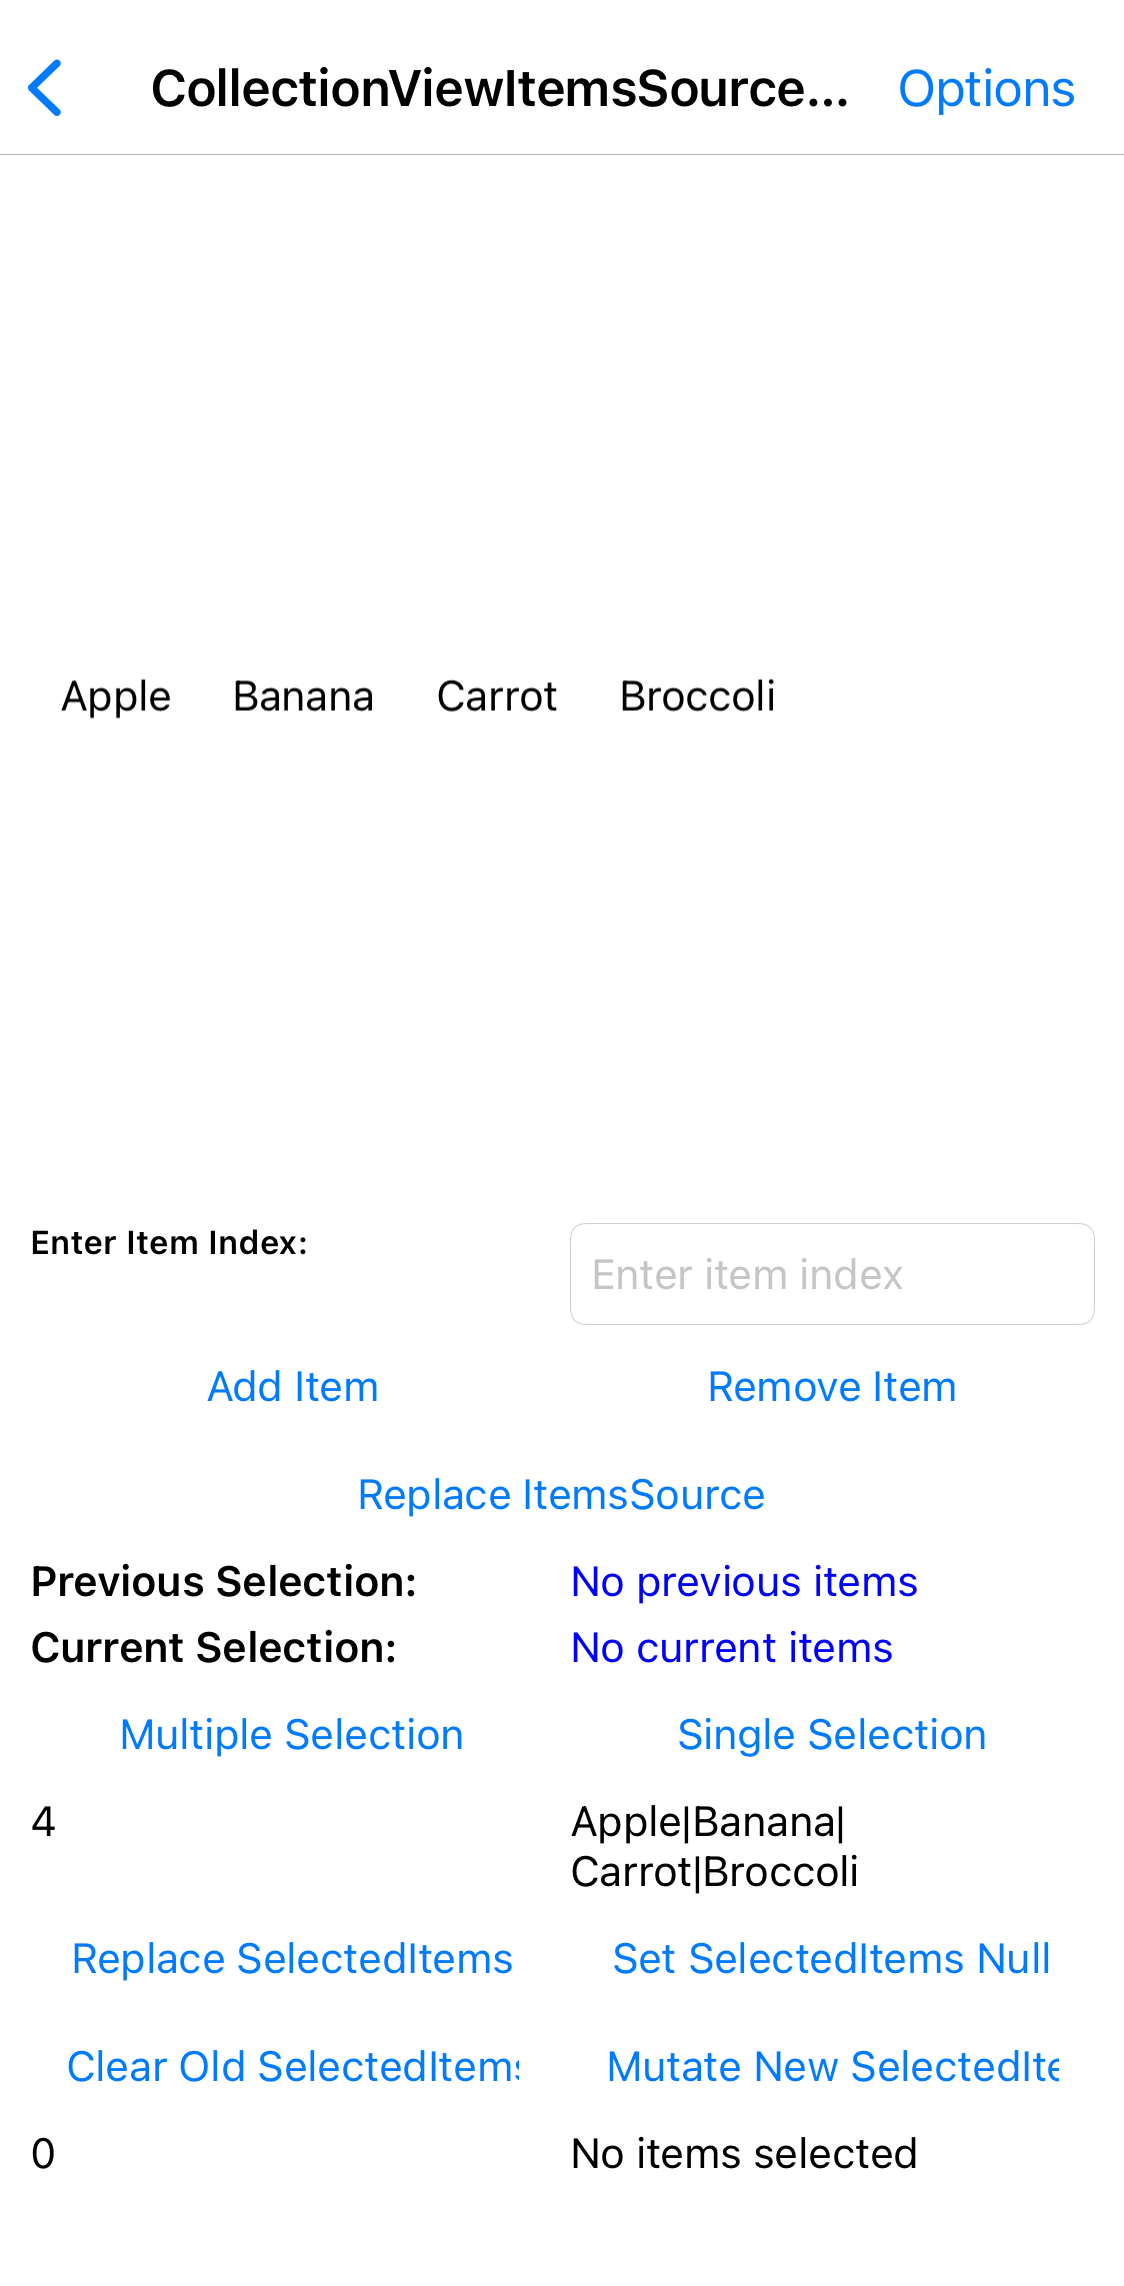 CollectionViewItemsSource...
Options
Apple Banana Carrot Broccoli
Enter Item Index:
Enter item index
Add Item
Remove Item
Replace ItemsSource
Previous Selection:
No previous items
Current Selection:
No current items
Multiple Selection
Single Selection
4
Apple|Banana|
Carrot|Broccoli
Replace SelectedItems
Set SelectedItems Null
Clear Old SelectedItems
Mutate New SelectedIte
0
No items selected